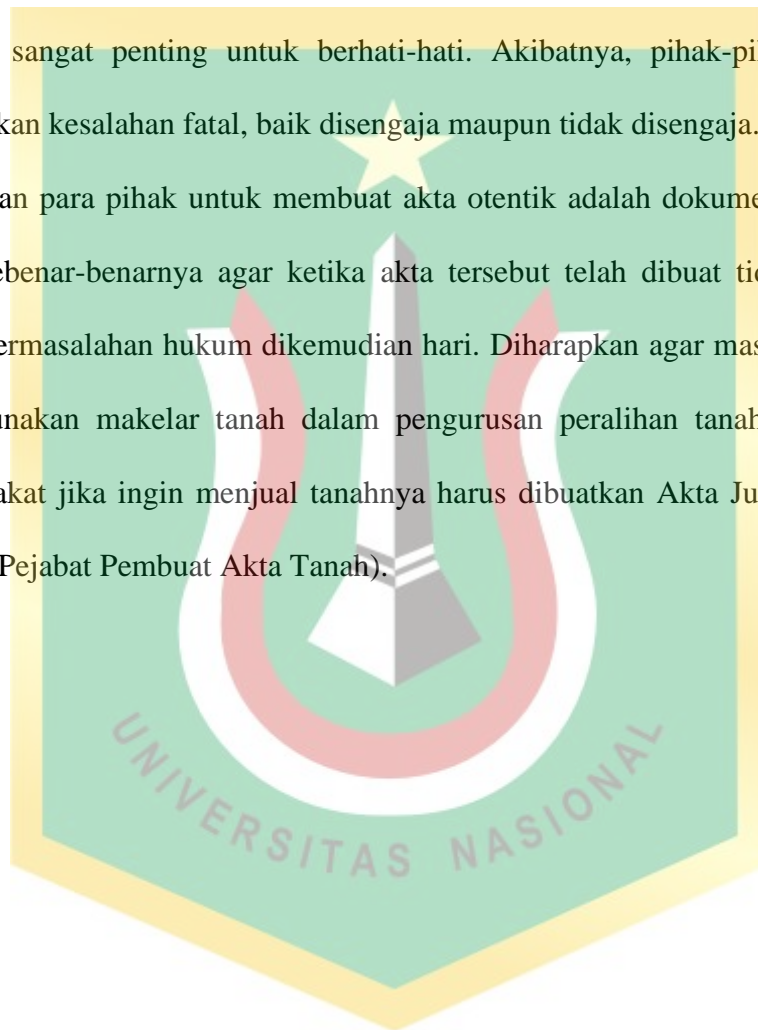 sangat penting untuk berhati-hati. Akibatnya, pihak-pi
kan kesalahan fatal, baik disengaja maupun tidak disengaja.
an para pihak untuk membuat akta otentik adalah dokume
ebenar-benarnya agar ketika akta tersebut telah dibuat
ermasalahan hukum dikemudian hari. Diharapkan agar mas
unakan makelar tanah dalam pengurusan peralihan tanah
akat jika ingin menjual tanahnya harus dibuatkan Akta Ju
Pejabat Pembuat Akta Tanah).
UNIVERSITAS NASIONAL